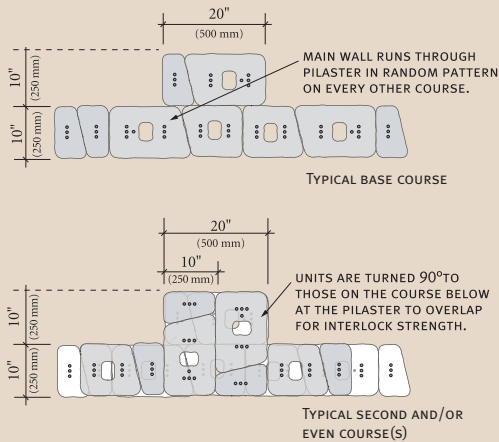 20"
(500 mm)
10"
(250 mm)
10"
(250 mm)
MAIN WALL RUNS THROUGH
PILASTER IN RANDOM PATTERN
ON EVERY OTHER COURSE.
TYPICAL BASE COURSE
20"
(500 mm)
10"
(250 mm)
10"
(250 mm)
10"
(250 mm)
UNITS ARE TURNED 90°TO
THOSE ON THE COURSE BELOW
AT THE PILASTER TO OVERLAP
FOR INTERLOCK STRENGTH.
TYPICAL SECOND AND/OR
EVEN COURSE(S)